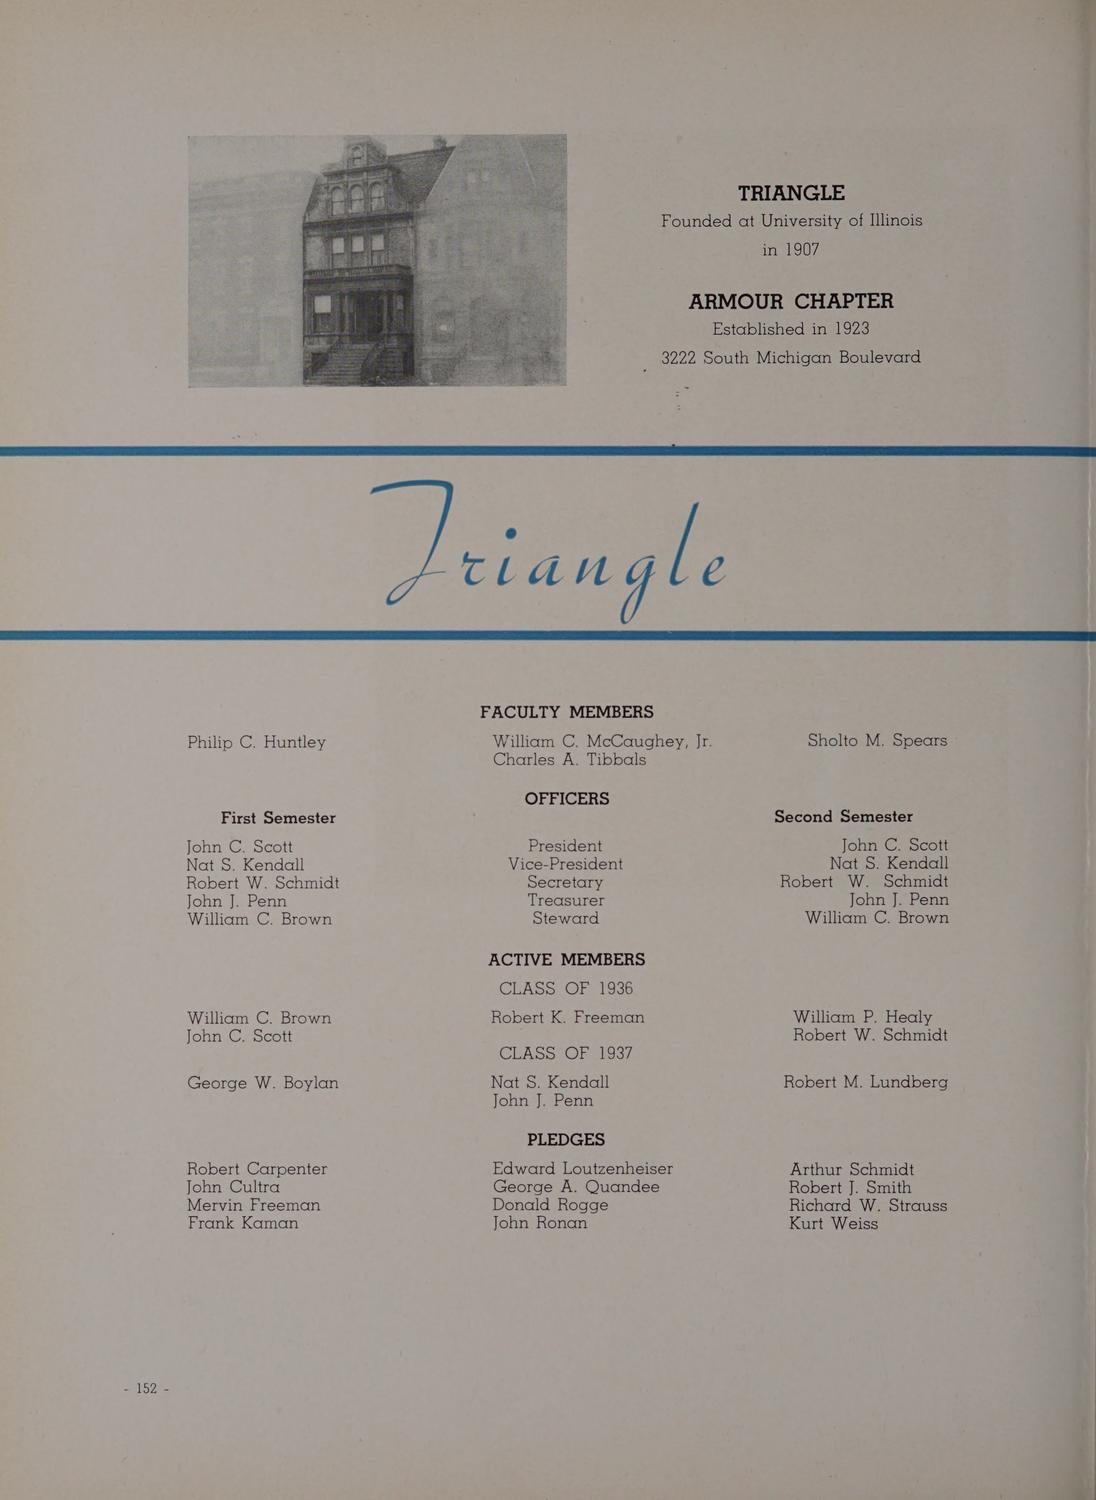 TRIANGLE
Founded at University of Illinois
in 1907
ARMOUR CHAPTER
Established in 1923
3222 South Michigan Boulevard
Triangle
FACULTY MEMBERS
Philip C. Huntley William C. McCaughey, Jr. Sholto M. Spears
Charles A. Tibbals
OFFICERS
First Semester Second Semester
John C. Scott President John C. Scott
Nat S. Kendall Vice-President Nat S. Kendall
Robert W. Schmidt Secretary Robert W. Schmidt
John J. Penn Treasurer John J. Penn
William C. Brown Steward William C. Brown
ACTIVE MEMBERS
CLASS OF 1936
William C. Brown Robert K. Freeman William P. Healy
John C. Scott Robert W. Schmidt
CLASS OF 1937
George W. Boylan Nat S. Kendall Robert M. Lundberg
John J. Penn
PLEDGES
Robert Carpenter Edward Loutzenheiser Arthur Schmidt
John Cultra George A. Quandee Robert J. Smith
Mervin Freeman Donald Rogge Richard W. Strauss
Frank Kaman John Ronan Kurt Weiss
- 152 -